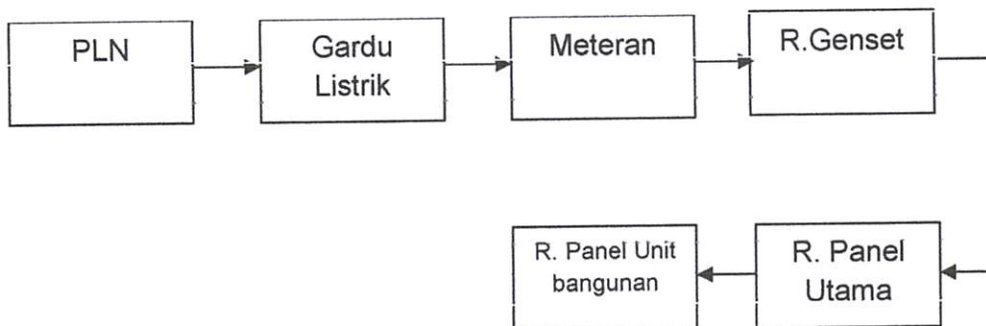 PLN
Gardu
Listrik
Meteran
R.Genset
R. Panel Utama
R. Panel Unit
bangunan